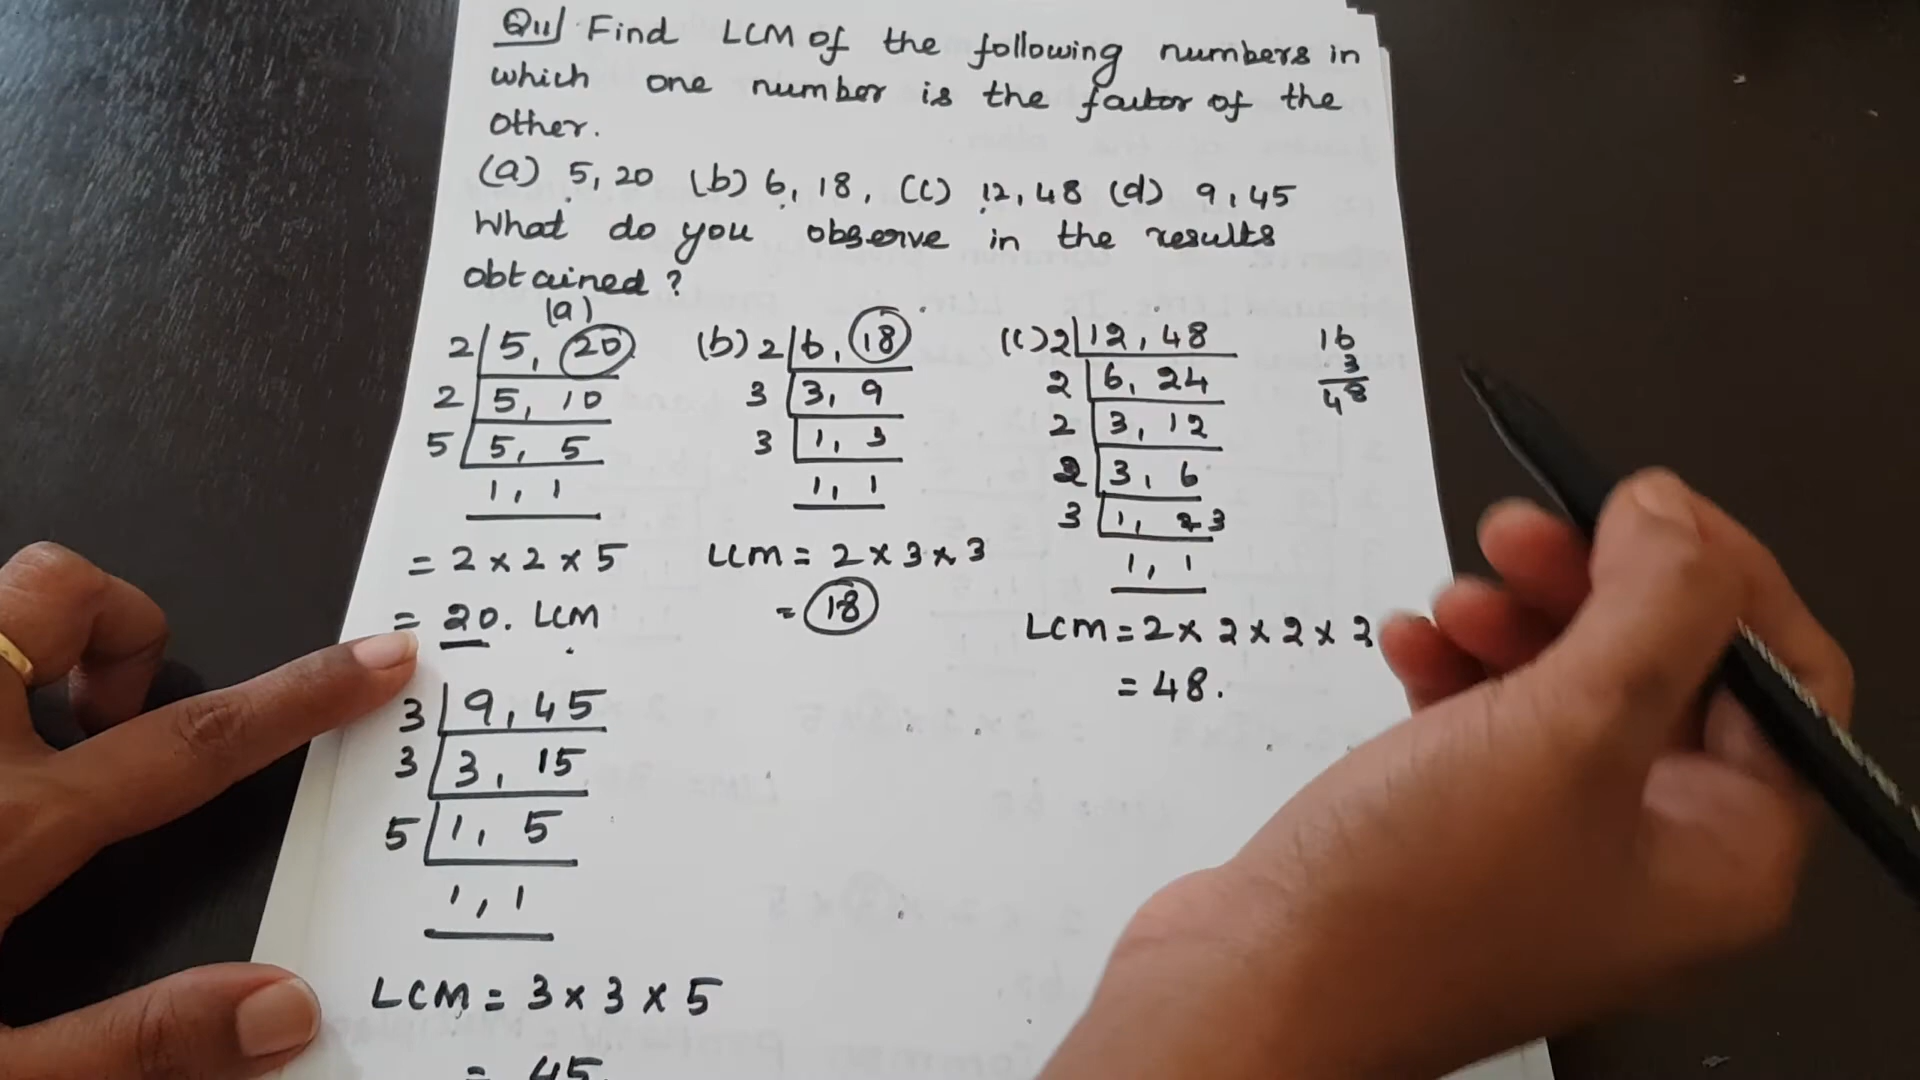 Q11 Find LCM of the following numbers in
which one number is the factor of the
other.
(a) 5, 20 (b) 6, 18, (c) 12, 48 (d) 9, 45
What do you observe in the results
obtained?
(a)
2 5, 20
2 5, 10
5 5, 5
1, 1
= 2 × 2 × 5
= 20. LCM
(b) 2 6, 18
3 3, 9
3 1, 3
1, 1
LCM = 2 × 3 × 3
= 18
(c) 2 12, 48
2 6, 24
2 3, 12
2 3, 6
3 1, 3
1, 1
LCM = 2 × 2 × 2 × 2
= 48.
16
3
48
3 9, 45
3 3, 15
5 1, 5
1, 1
LCM = 3 × 3 × 5
= 45.